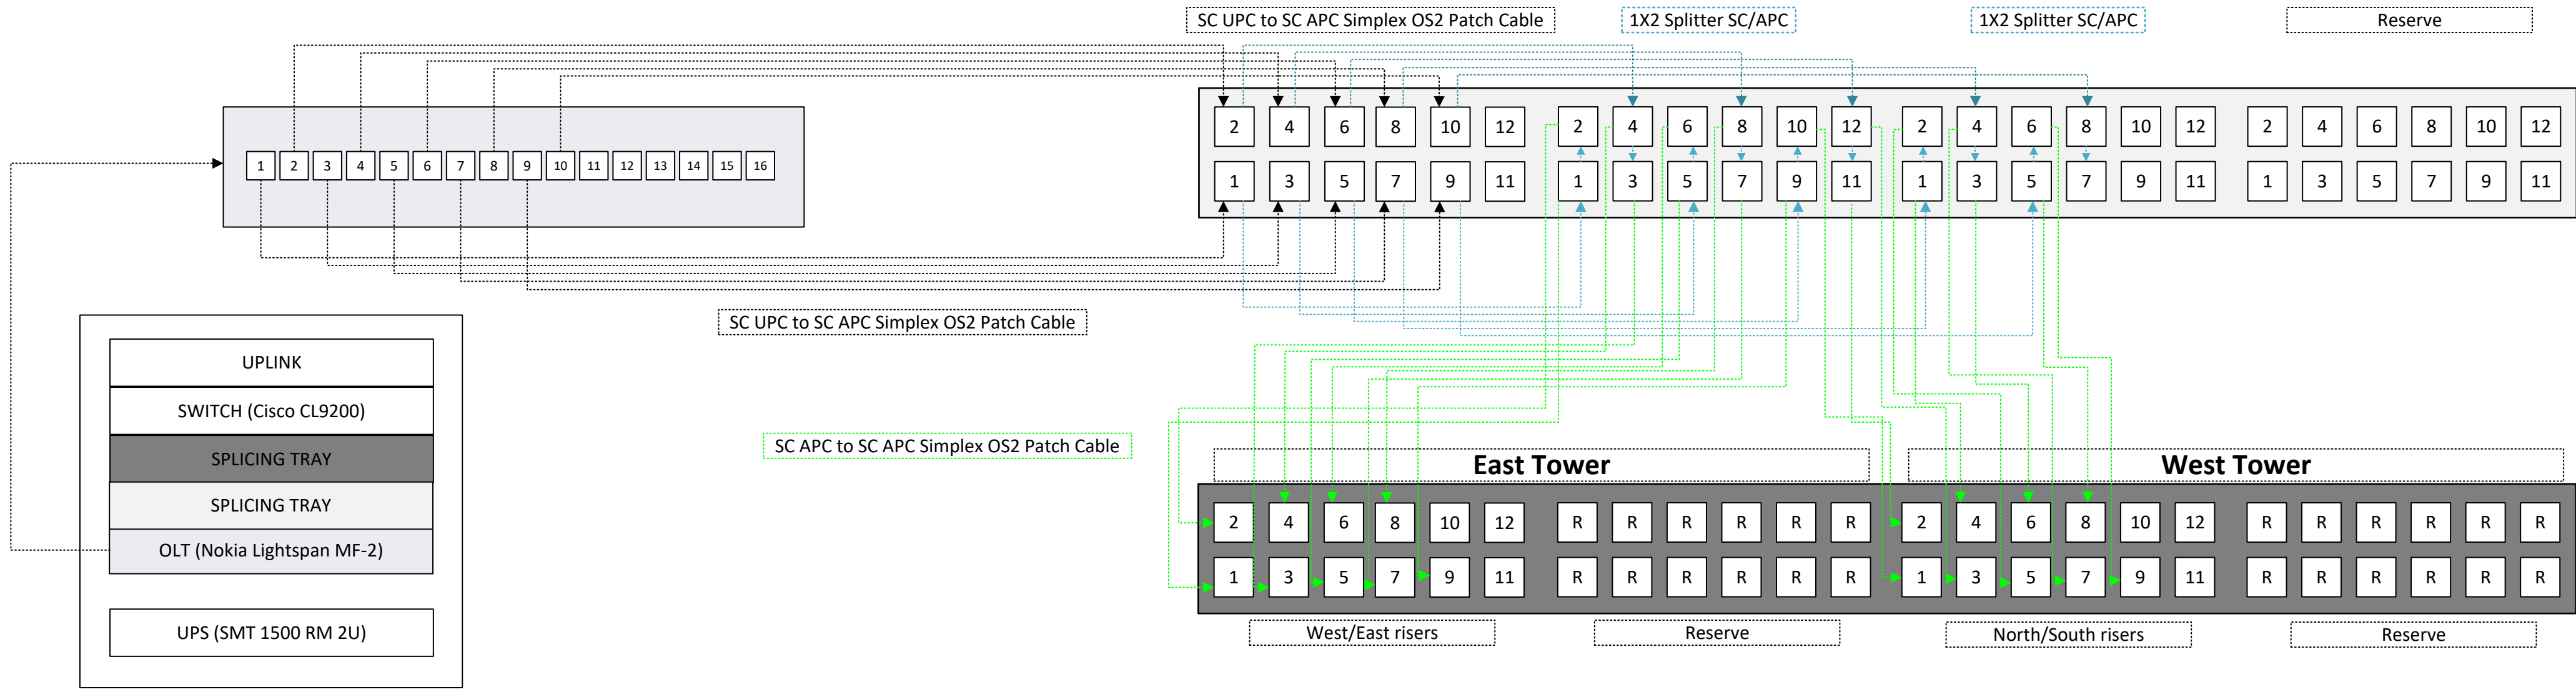 SC UPC to SC APC Simplex OS2 Patch Cable 1X2 Splitter SC/APC 1X2 Splitter SC/APC Reserve
2 4 6 8 10 12 2 4 6 8 10 12 2 4 6 8 10 12 2 4 6 8 10 12
1 2 3 4 5 6 7 8 9 10 11 12 13 14 15 16
1 3 5 7 9 11 1 3 5 7 9 11 1 3 5 7 9 11 1 3 5 7 9 11
SC UPC to SC APC Simplex OS2 Patch Cable
UPLINK
SWITCH (Cisco CL9200)
SPLICING TRAY
SPLICING TRAY
OLT (Nokia Lightspan MF-2)
UPS (SMT 1500 RM 2U)
SC APC to SC APC Simplex OS2 Patch Cable
East Tower West Tower
2 4 6 8 10 12 R R R R R R 2 4 6 8 10 12 R R R R R R
1 3 5 7 9 11 R R R R R R 1 3 5 7 9 11 R R R R R R
West/East risers Reserve North/South risers Reserve